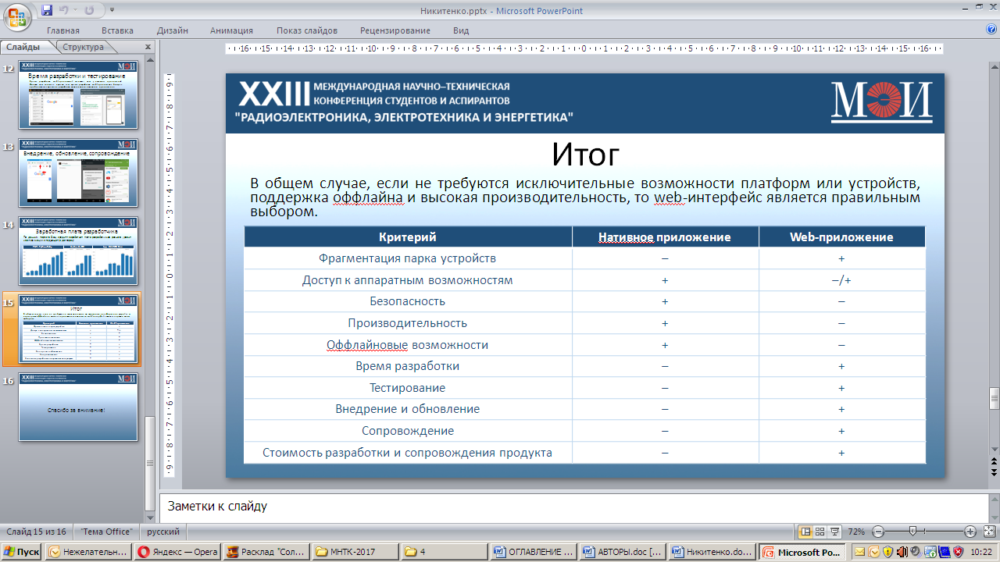 Никитенко.pptx - Microsoft PowerPoint
Главная Вставка Дизайн Анимация Показ слайдов Рецензирование Вид
Слайды Структура
12
XXIII
МЭИ
Время разработки и тестирование
13
XXIII
МЭИ
Внедрение, обновление, сопровождение
14
XXIII
МЭИ
Заработная плата разработчика
15
XXIII
МЭИ
Итог
16
XXIII
МЭИ
Спасибо за внимание!
XXIII МЕЖДУНАРОДНАЯ НАУЧНО–ТЕХНИЧЕСКАЯ
КОНФЕРЕНЦИЯ СТУДЕНТОВ И АСПИРАНТОВ
"РАДИОЭЛЕКТРОНИКА, ЭЛЕКТРОТЕХНИКА И ЭНЕРГЕТИКА"
МЭИ
Итог
В общем случае, если не требуются исключительные возможности платформ или устройств,
поддержка оффлайна и высокая производительность, то web-интерфейс является правильным
выбором.
Критерий Нативное приложение Web-приложение
Фрагментация парка устройств – +
Доступ к аппаратным возможностям + –/+
Безопасность + –
Производительность + –
Оффлайновые возможности + –
Время разработки – +
Тестирование – +
Внедрение и обновление – +
Сопровождение – +
Стоимость разработки и сопровождения продукта – +
Заметки к слайду
Слайд 15 из 16 "Тема Office" русский 72%
Пуск Нежелательн... Яндекс — Opera Расклад "Сол... МНТК-2017 4 ОГЛАВЛЕНИЕ ... АВТОРЫ.doc [... Никитенко.do... Microsoft Po... 10:22